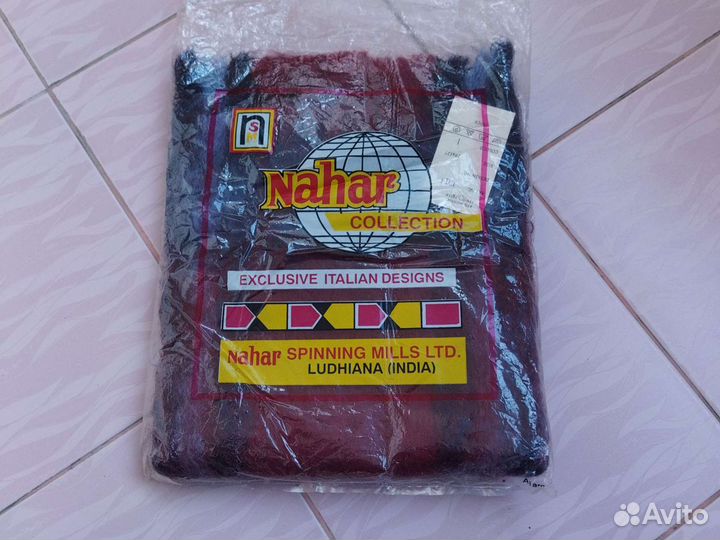 n
S
M
Nahar
COLLECTION
EXCLUSIVE ITALIAN DESIGNS
Nahar SPINNING MILLS LTD.
LUDHIANA (INDIA)
Avito